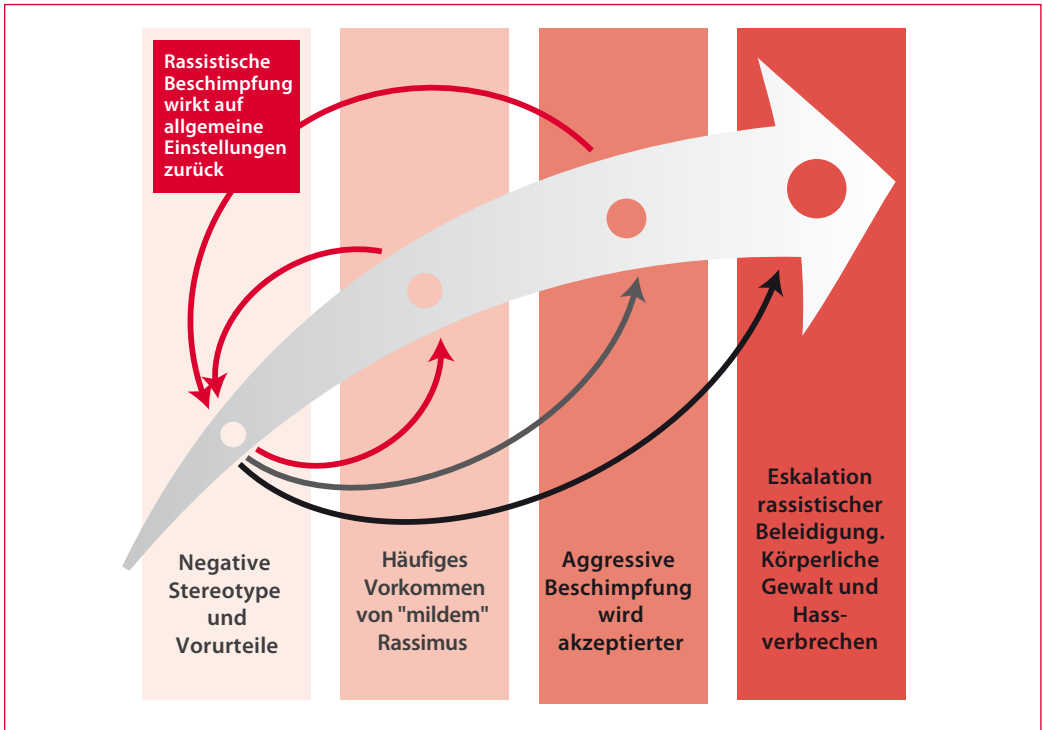 Rassistische
Beschimpfung
wirkt auf
allgemeine
Einstellungen
zurück
Negative
Stereotype
und
Vorurteile
Häufiges
Vorkommen
von "mildem"
Rassimus
Aggressive
Beschimpfung
wird
akzeptierter
Eskalation
rassistischer
Beleidigung.
Körperliche
Gewalt und
Hass-
verbrechen